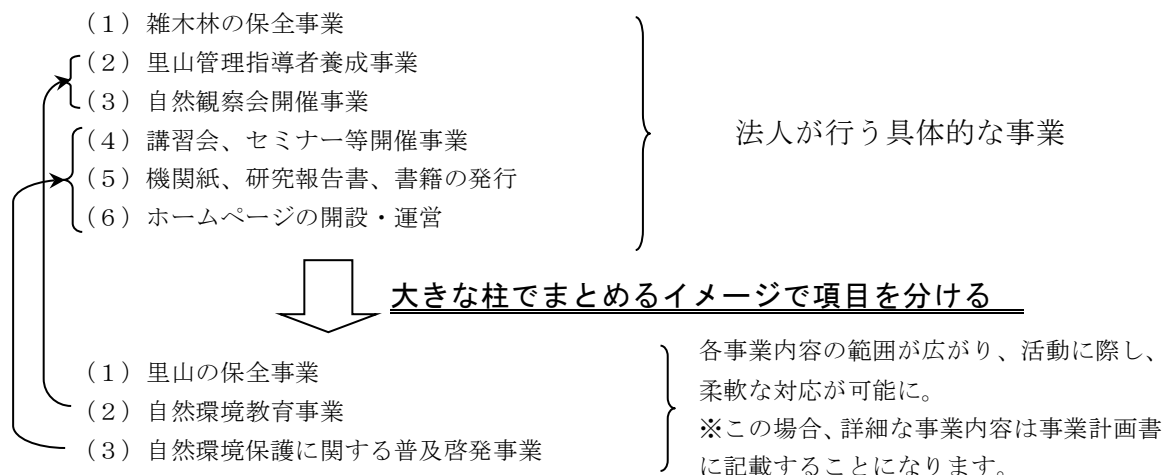 （１）雑木林の保全事業
（２）里山管理指導者養成事業
（３）自然観察会開催事業
（４）講習会、セミナー等開催事業
（５）機関紙、研究報告書、書籍の発行
（６）ホームページの開設・運営
法人が行う具体的な事業
大きな柱でまとめるイメージで項目を分ける
（１）里山の保全事業
（２）自然環境教育事業
（３）自然環境保護に関する普及啓発事業
各事業内容の範囲が広がり、活動に際し、
柔軟な対応が可能に。
※この場合、詳細な事業内容は事業計画書
に記載することになります。